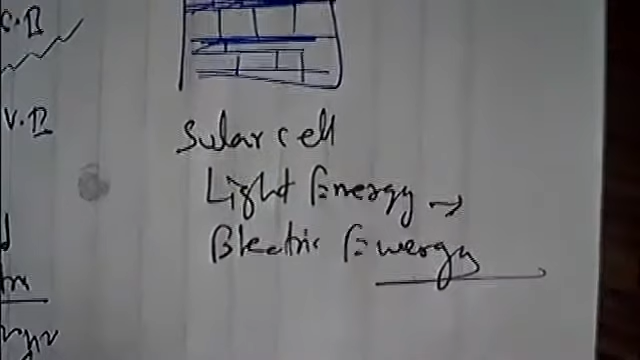 C.B
V.B
Solar cell
Light Energy →
Electric Energy